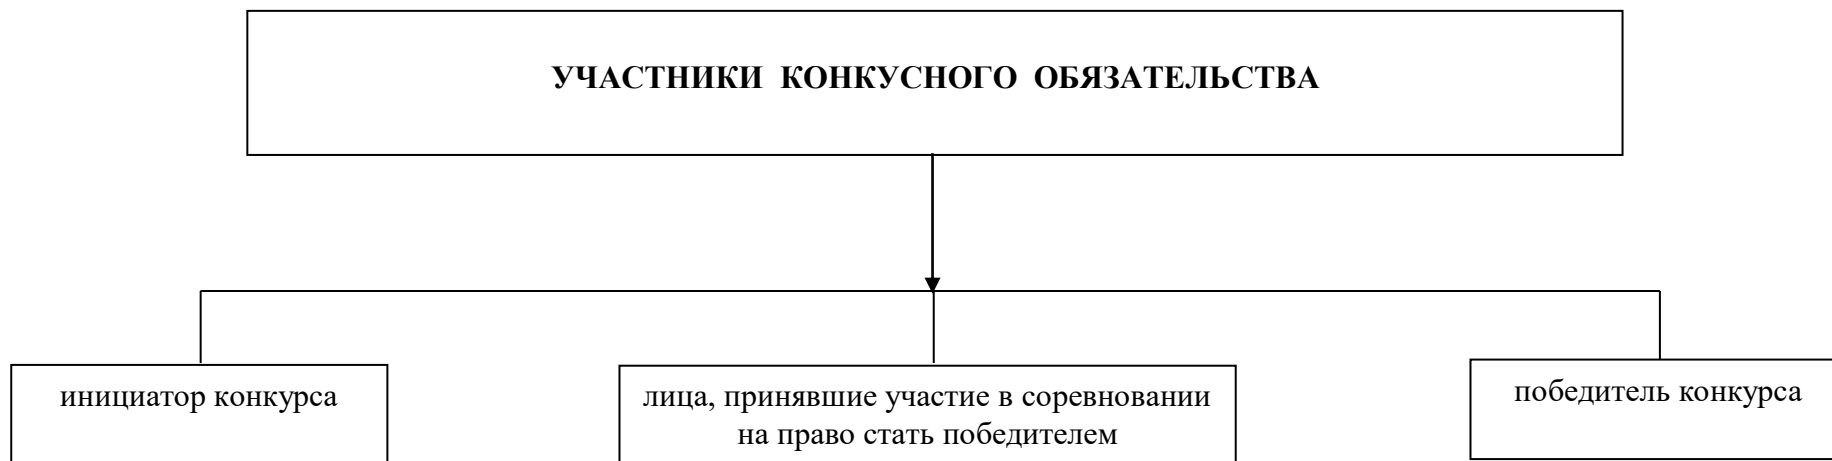 УЧАСТНИКИ КОНКУСНОГО ОБЯЗАТЕЛЬСТВА
инициатор конкурса
лица, принявшие участие в соревновании
на право стать победителем
победитель конкурса